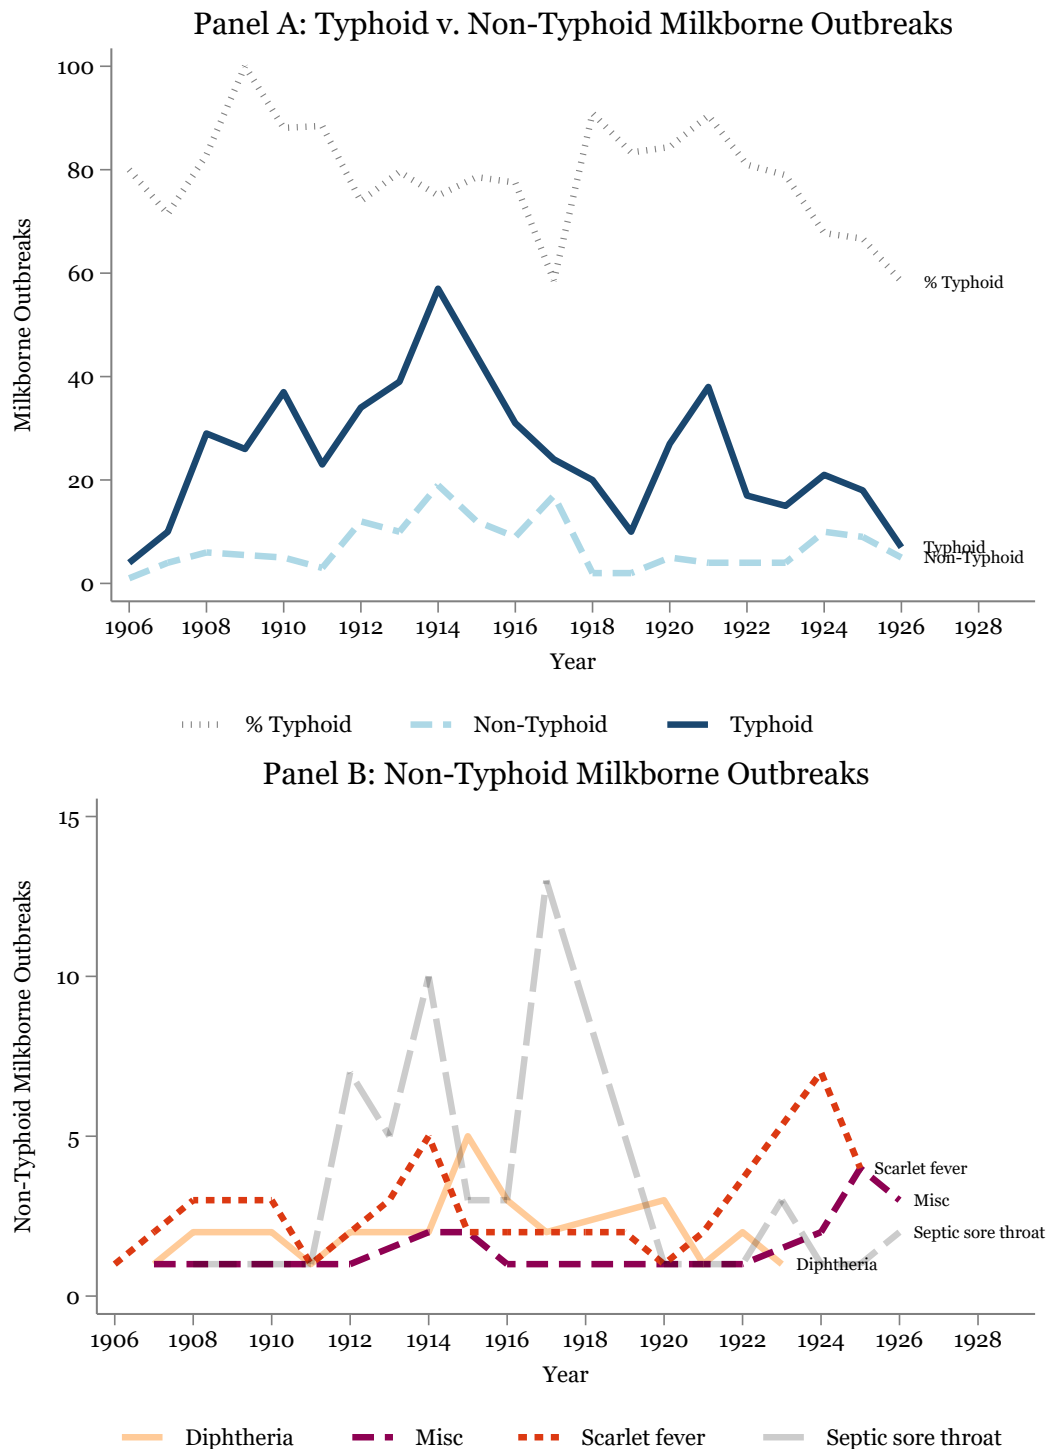 Panel A: Typhoid v. Non-Typhoid Milkborne Outbreaks
Milkborne Outbreaks
100
80
60
40
20
0
% Typhoid
Typhoid
Non-Typhoid
1906 1908 1910 1912 1914 1916 1918 1920 1922 1924 1926 1928
Year
% Typhoid Non-Typhoid Typhoid
Panel B: Non-Typhoid Milkborne Outbreaks
Non-Typhoid Milkborne Outbreaks
15
10
5
0
Scarlet fever
Misc
Septic sore throat
Diphtheria
1906 1908 1910 1912 1914 1916 1918 1920 1922 1924 1926 1928
Year
Diphtheria Misc Scarlet fever Septic sore throat